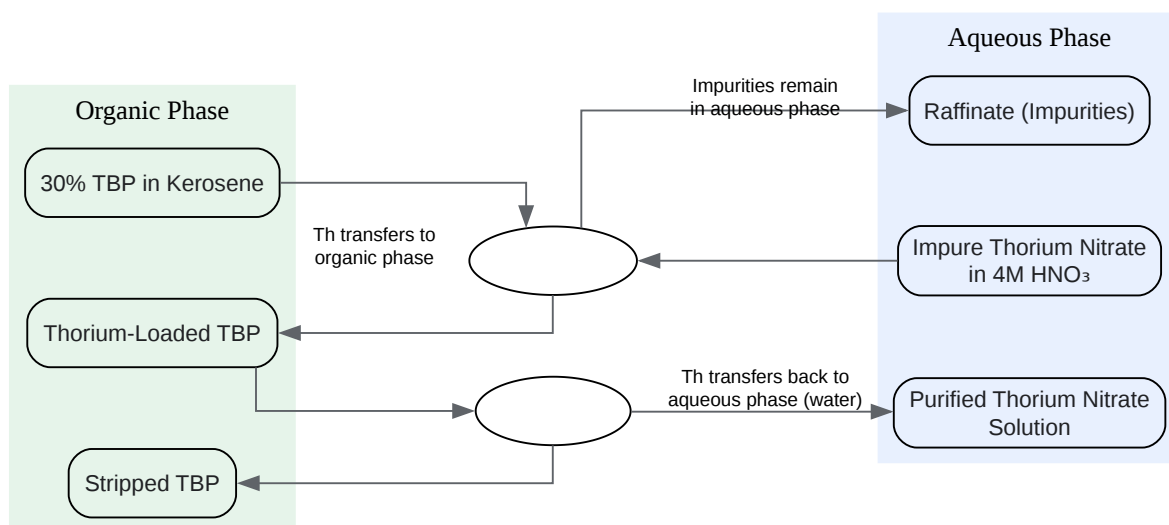 Aqueous Phase
Organic Phase
Impurities remain
in aqueous phase
Raffinate (Impurities)
30% TBP in Kerosene
Th transfers to
organic phase
Impure Thorium Nitrate
in 4M HNO₃
Thorium-Loaded TBP
Th transfers back to
aqueous phase (water)
Purified Thorium Nitrate
Solution
Stripped TBP